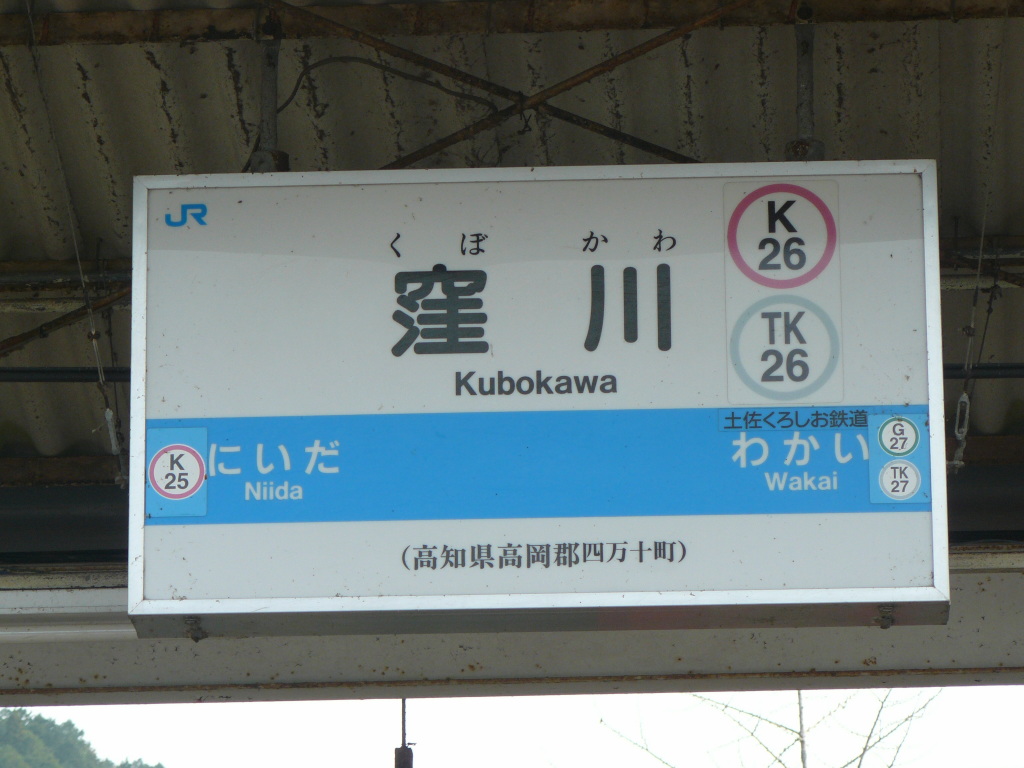 JR
くぼ かわ
窪川
Kubokawa
K
26
TK
26
土佐くろしお鉄道
K
25
にいだ
Niida
わかい
Wakai
G
27
TK
27
(高知県高岡郡四万十町)